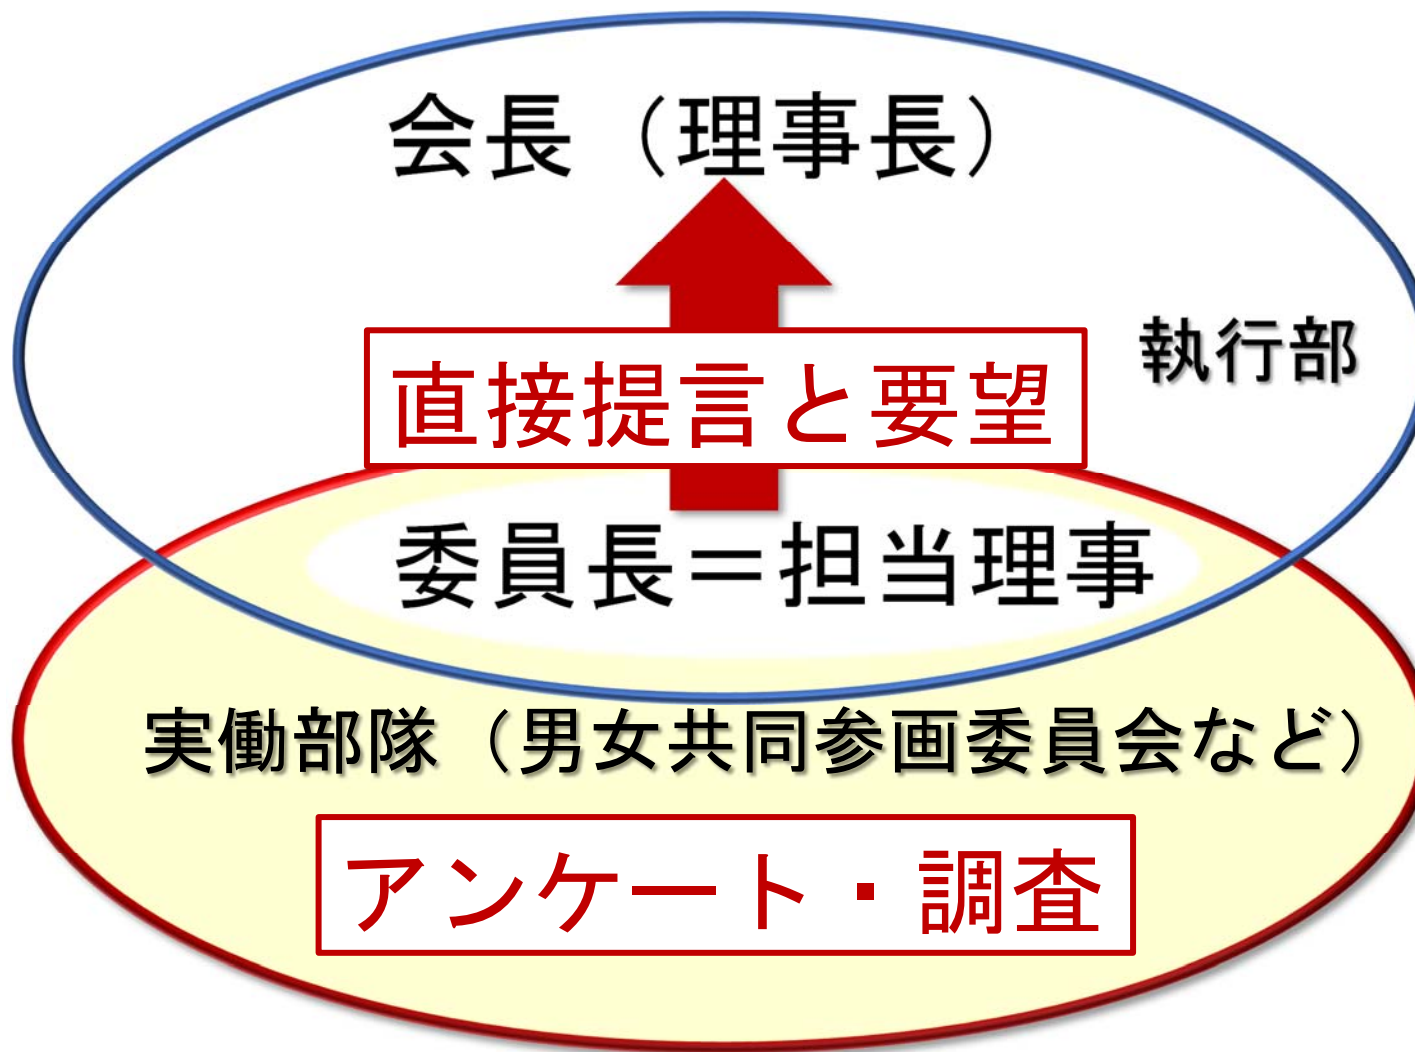 会長（理事長）
執行部
直接提言と要望
委員長＝担当理事
実働部隊（男女共同参画委員会など）
アンケート・調査